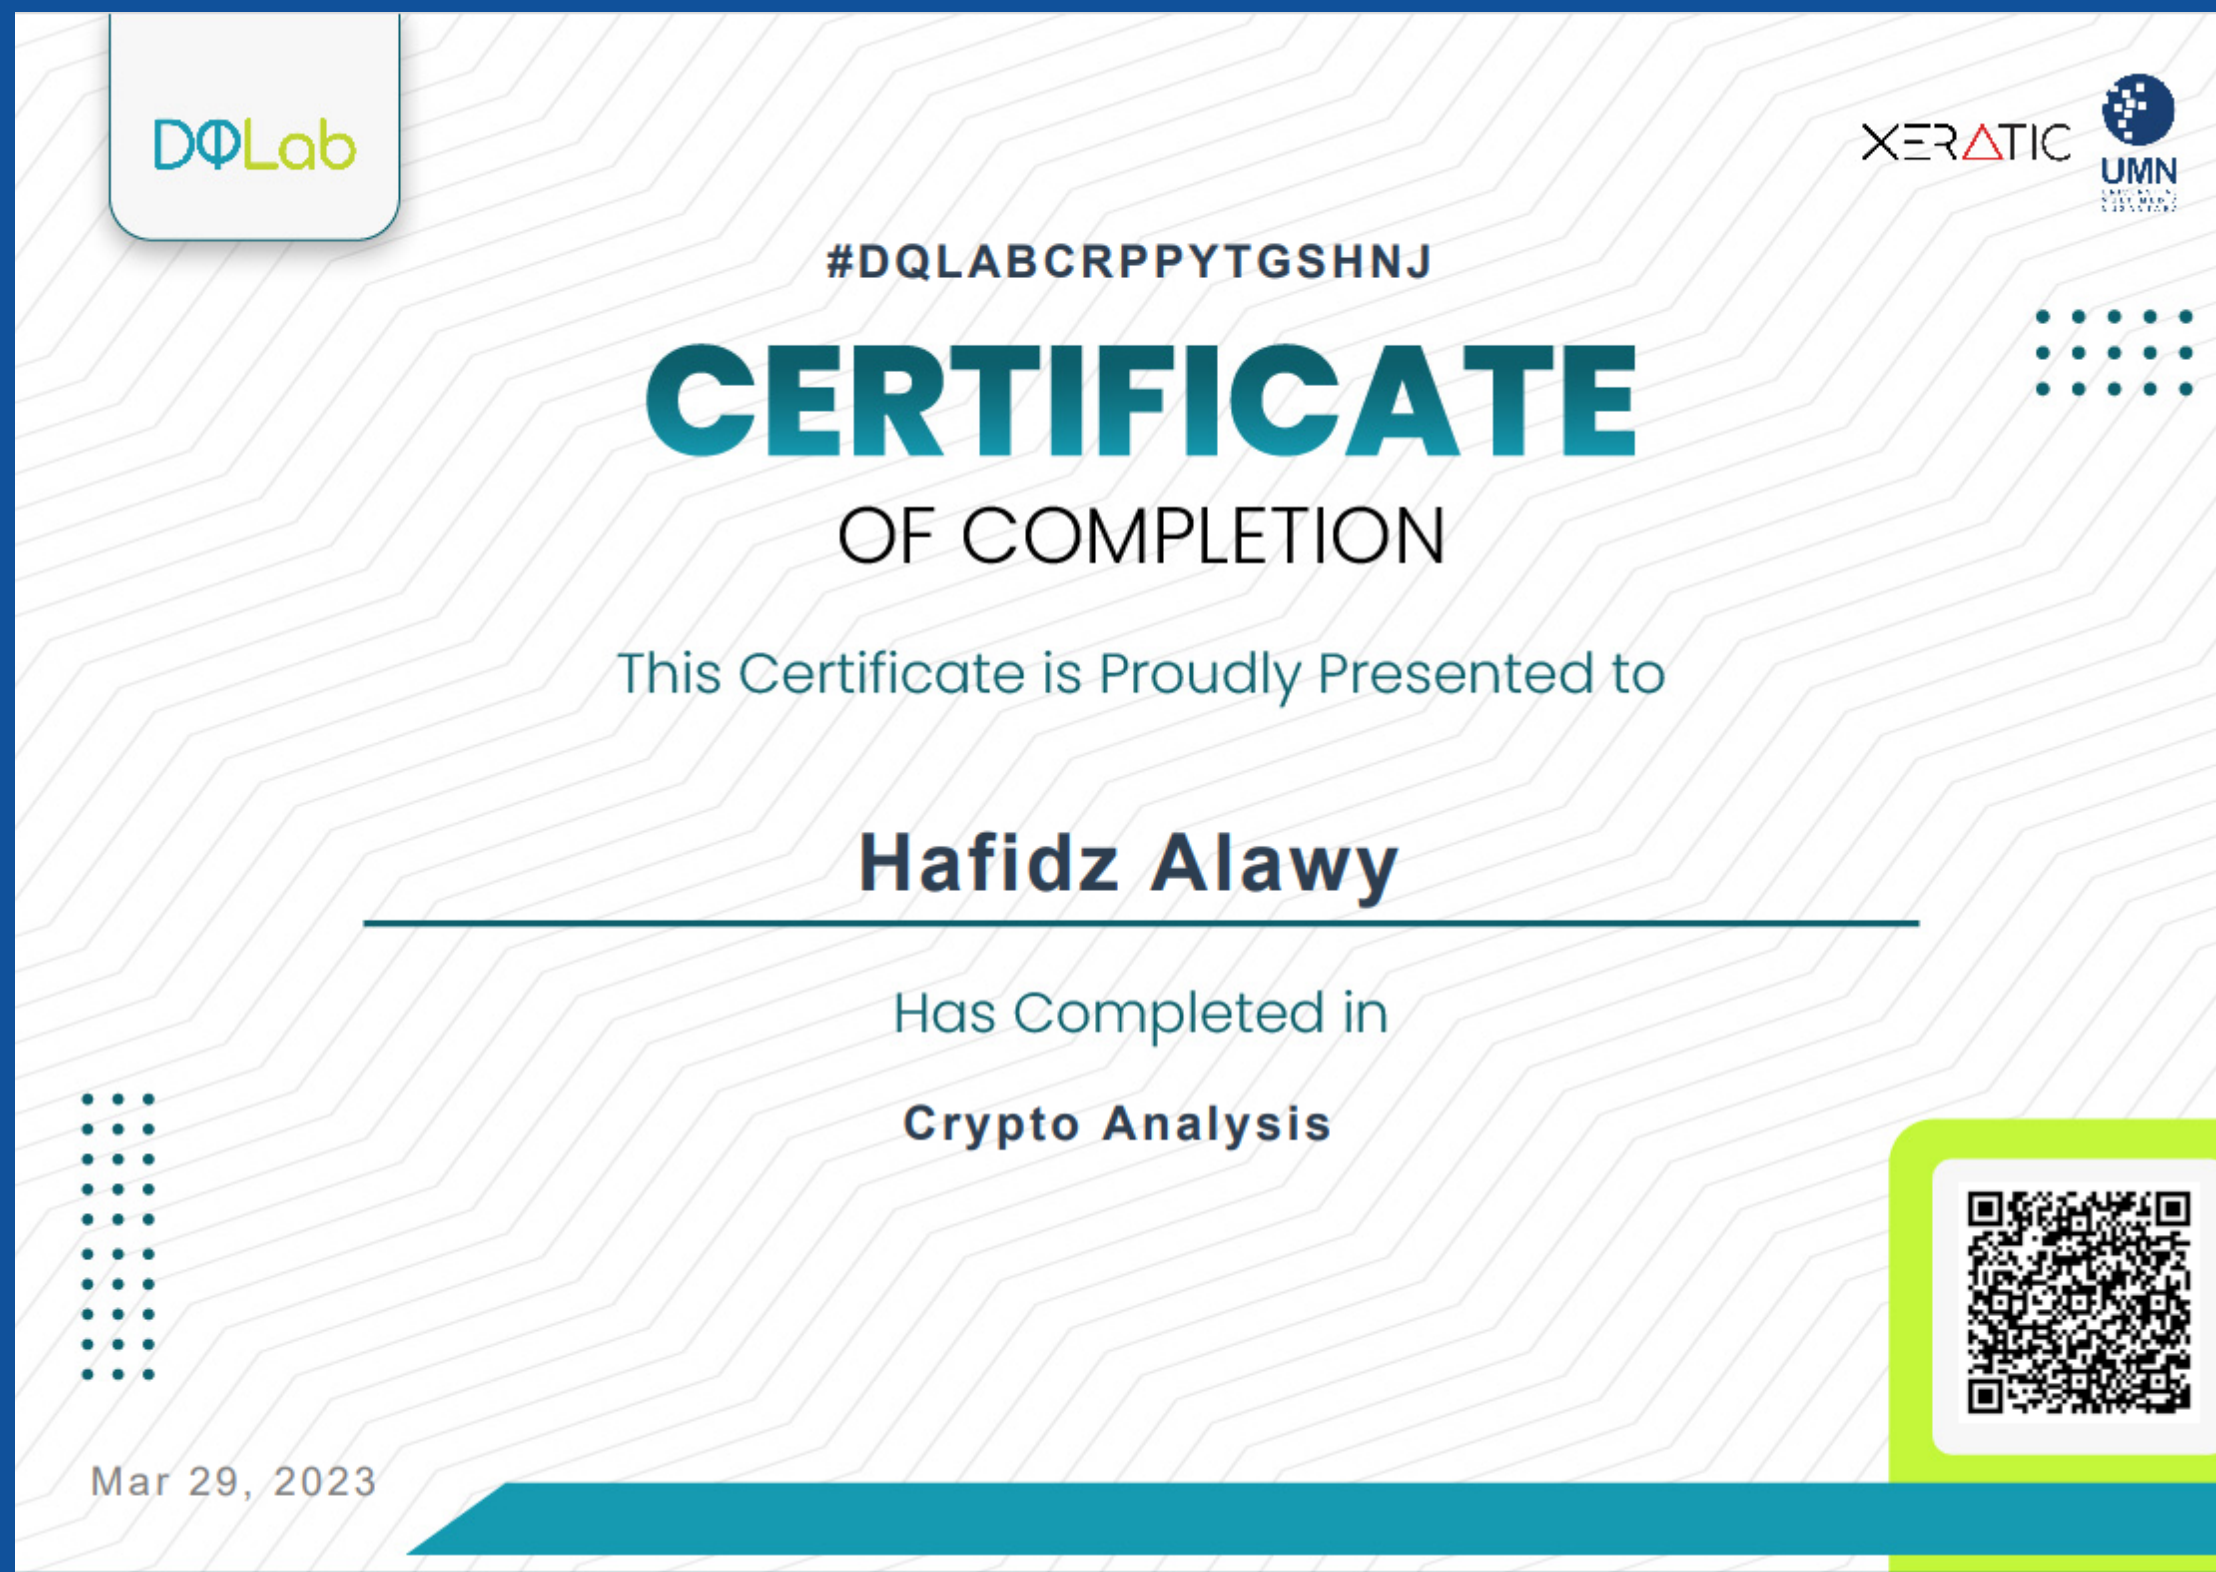 DQLab
XERATIC
UMN
#DQLABCRPPYTGSHNJ
CERTIFICATE
OF COMPLETION
This Certificate is Proudly Presented to
Hafidz Alawy
Has Completed in
Crypto Analysis
Mar 29, 2023